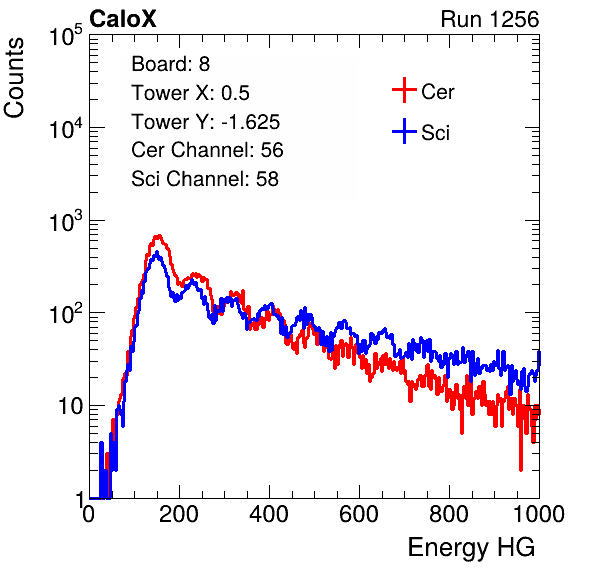 CaloX Run 1256
Counts
10^5
10^4
10^3
10^2
10
1
Board: 8
Tower X: 0.5
Tower Y: -1.625
Cer Channel: 56
Sci Channel: 58
Cer
Sci
0 200 400 600 800 1000
Energy HG